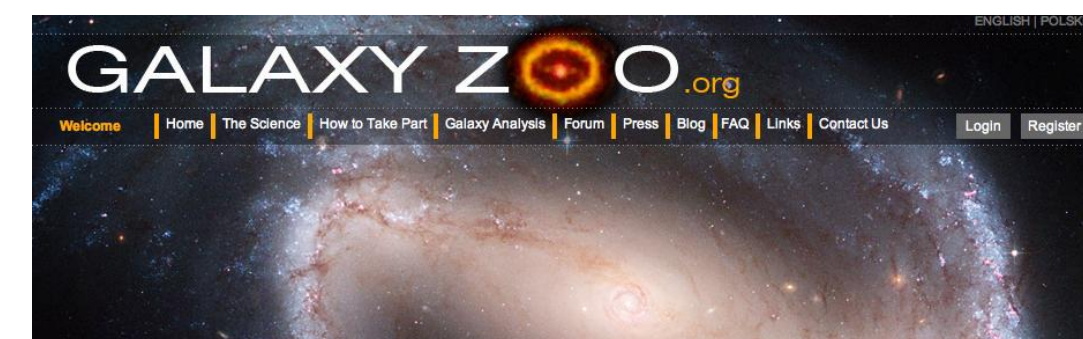 ENGLISH | POLSK
GALAXY ZOO.org
Welcome Home The Science How to Take Part Galaxy Analysis Forum Press Blog FAQ Links Contact Us Login Register